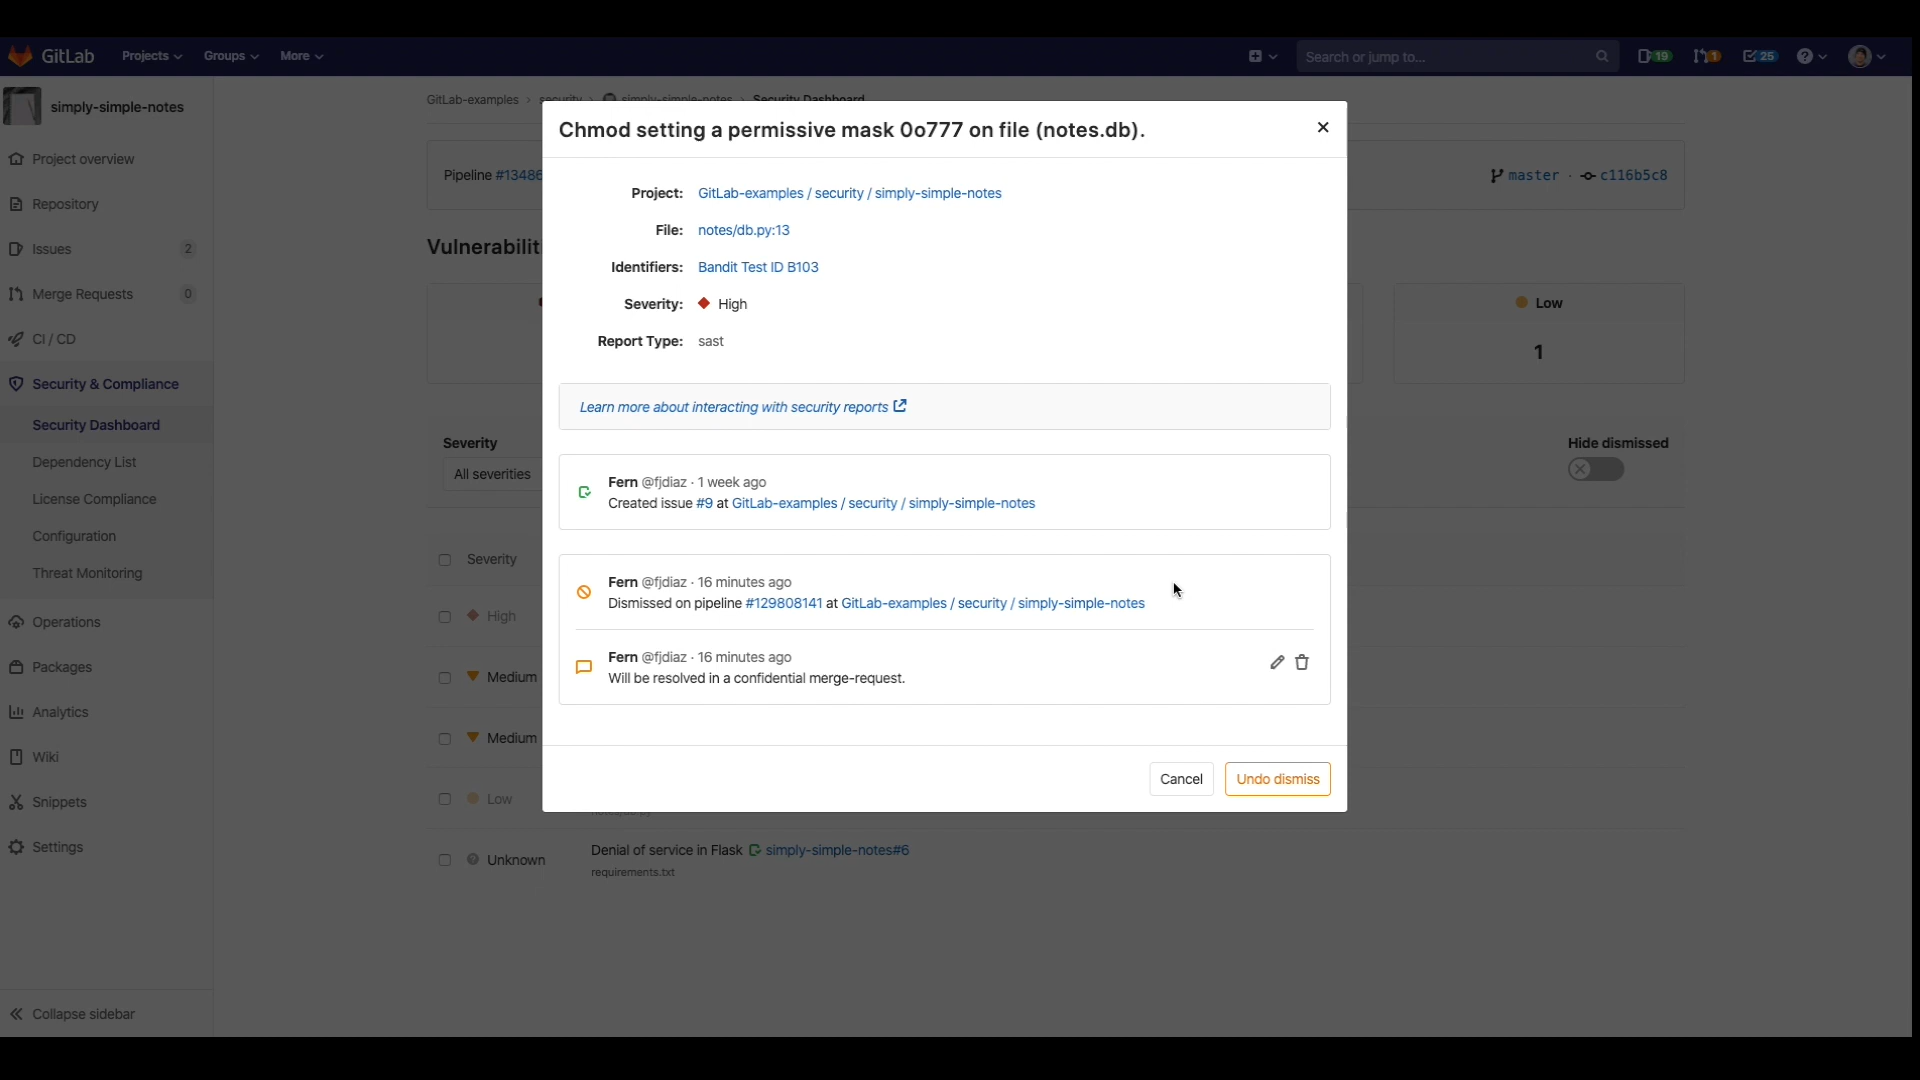 GitLab Projects Groups More Search or jump to... 19 1 25
simply-simple-notes
Project overview
Repository
Issues 2
Merge Requests 0
CI / CD
Security & Compliance
Security Dashboard
Dependency List
License Compliance
Configuration
Threat Monitoring
Operations
Packages
Analytics
Wiki
Snippets
Settings
Collapse sidebar
GitLab-examples › security › simply-simple-notes › Security Dashboard
Pipeline #13486
master · c116b5c8
Vulnerabilit
Low
1
Severity
All severities
Hide dismissed
Severity
High
Medium
Medium
Low
Unknown
Denial of service in Flask simply-simple-notes#6
requirements.txt
Chmod setting a permissive mask 0o777 on file (notes.db).
Project: GitLab-examples / security / simply-simple-notes
File: notes/db.py:13
Identifiers: Bandit Test ID B103
Severity: High
Report Type: sast
Learn more about interacting with security reports
Fern @fjdiaz · 1 week ago
Created issue #9 at GitLab-examples / security / simply-simple-notes
Fern @fjdiaz · 16 minutes ago
Dismissed on pipeline #129808141 at GitLab-examples / security / simply-simple-notes
Fern @fjdiaz · 16 minutes ago
Will be resolved in a confidential merge-request.
Cancel Undo dismiss